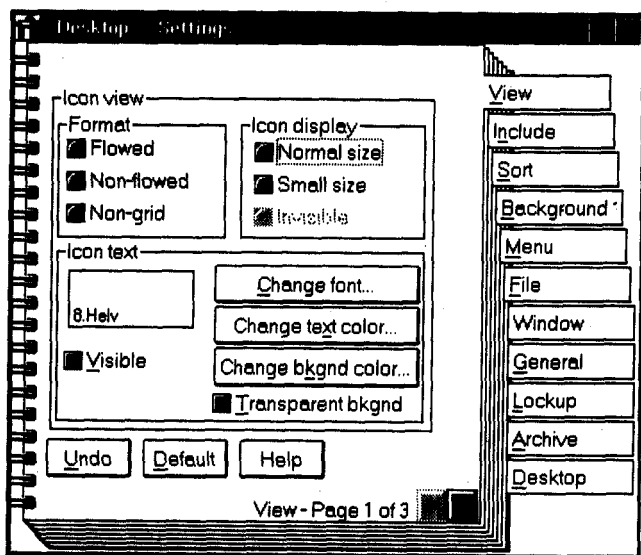 Desktop - Settings
Icon view
Format
Flowed
Non-flowed
Non-grid
Icon display
Normal size
Small size
Invisible
Icon text
8.Helv
Visible
Change font...
Change text color...
Change bkgnd color...
Transparent bkgnd
Undo
Default
Help
View - Page 1 of 3
View
Include
Sort
Background
Menu
File
Window
General
Lockup
Archive
Desktop